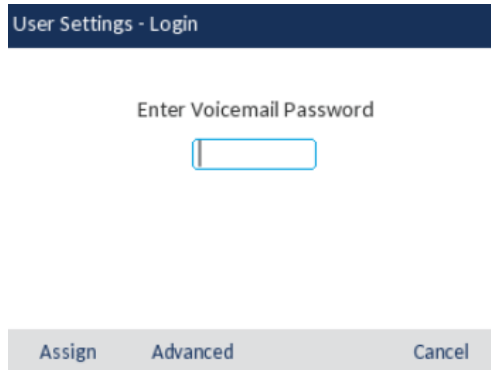 User Settings - Login
Enter Voicemail Password
Assign Advanced Cancel